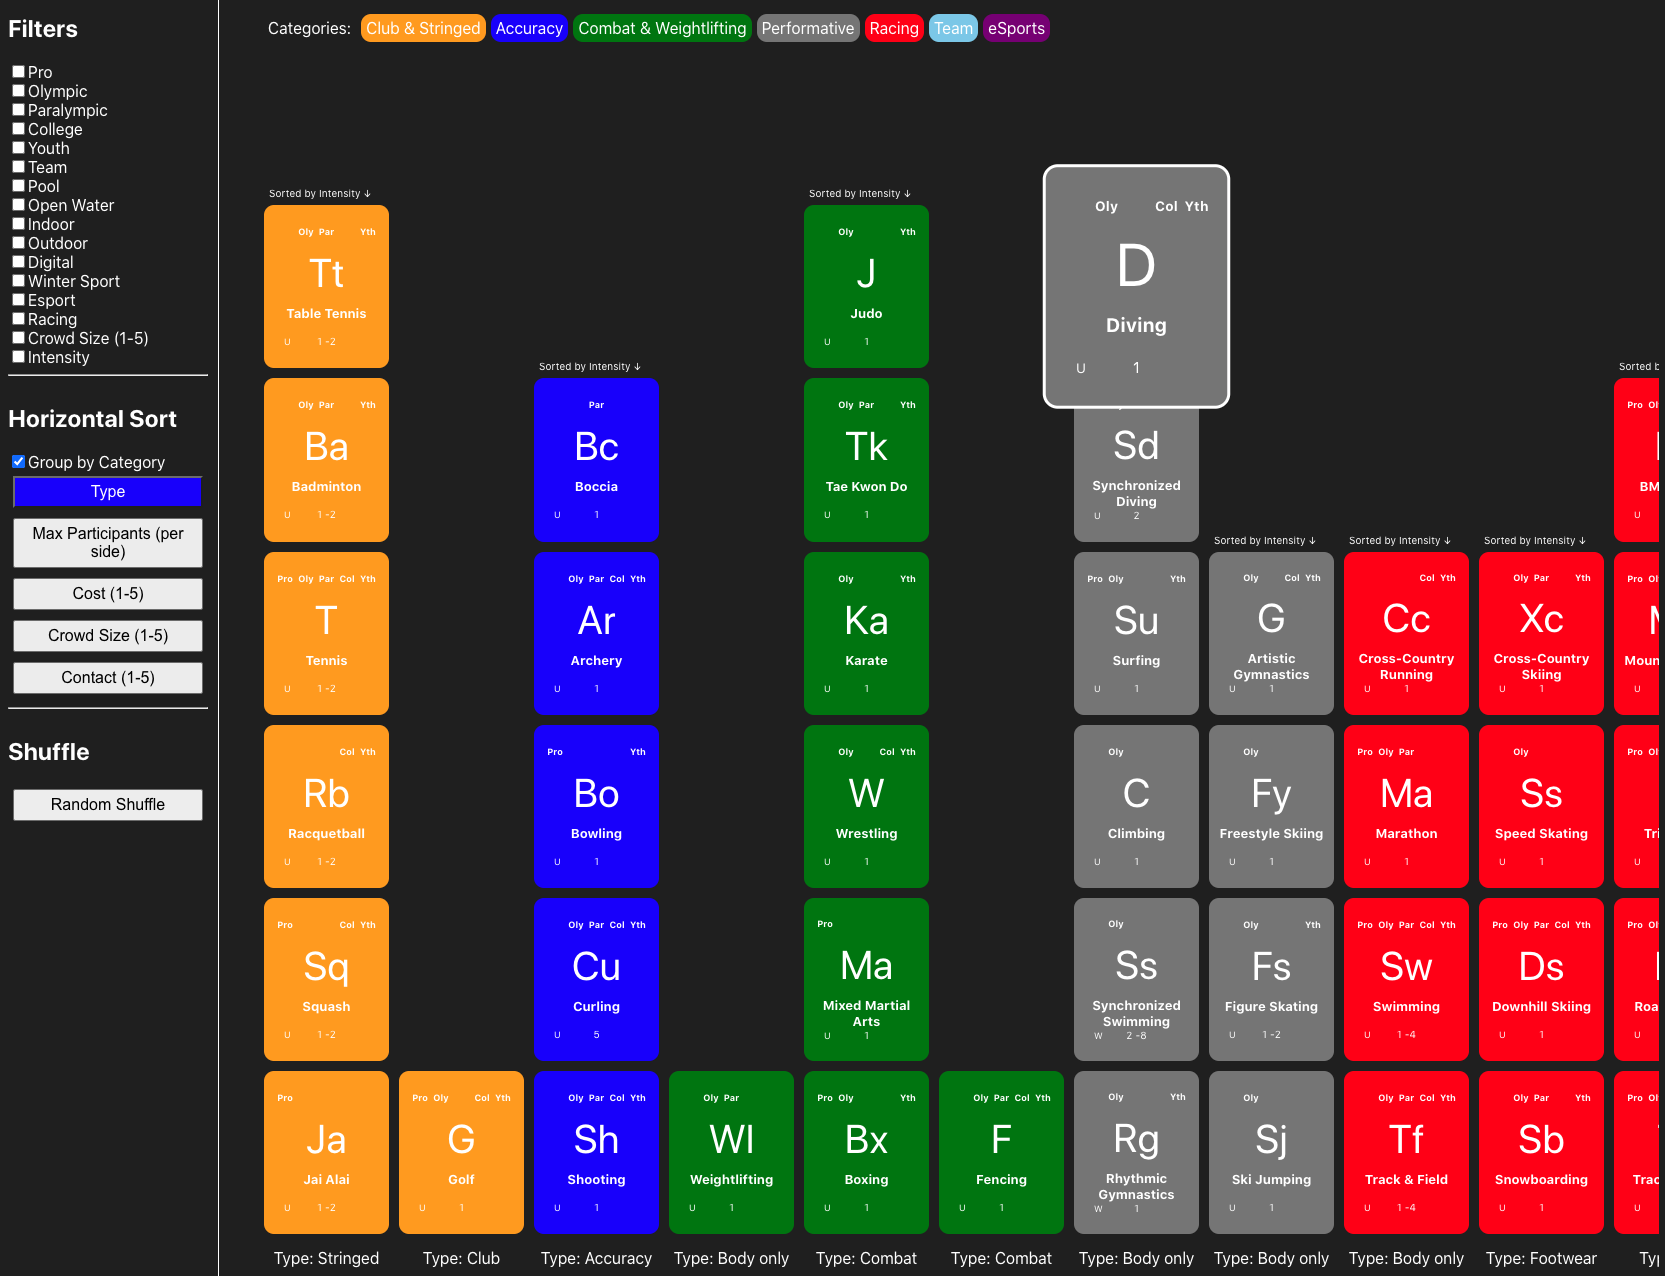 Filters
Pro
Olympic
Paralympic
College
Youth
Team
Pool
Open Water
Indoor
Outdoor
Digital
Winter Sport
Esport
Racing
Crowd Size (1-5)
Intensity
Horizontal Sort
Group by Category
Type
Max Participants (per
side)
Cost (1-5)
Crowd Size (1-5)
Contact (1-5)
Shuffle
Random Shuffle
Categories: Club & Stringed Accuracy Combat & Weightlifting Performative Racing Team eSports
Sorted by Intensity ↓
Oly Par Yth
Tt
Table Tennis
U 1 -2
Oly Par Yth
Ba
Badminton
U 1 -2
Pro Oly Par Col Yth
T
Tennis
U 1 -2
Col Yth
Rb
Racquetball
U 1 -2
Pro Col Yth
Sq
Squash
U 1 -2
Pro
Ja
Jai Alai
U 1 -2
Type: Stringed
Pro Oly Col Yth
G
Golf
U 1
Type: Club
Sorted by Intensity ↓
Par
Bc
Boccia
U 1
Oly Par Col Yth
Ar
Archery
U 1
Pro Yth
Bo
Bowling
U 1
Oly Par Col Yth
Cu
Curling
U 5
Oly Par Col Yth
Sh
Shooting
U 1
Type: Accuracy
Oly Par
Wl
Weightlifting
U 1
Type: Body only
Sorted by Intensity ↓
Oly Yth
J
Judo
U 1
Oly Par Yth
Tk
Tae Kwon Do
U 1
Oly Yth
Ka
Karate
U 1
Oly Col Yth
W
Wrestling
U 1
Pro
Ma
Mixed Martial
Arts
U 1
Pro Oly Yth
Bx
Boxing
U 1
Type: Combat
Oly Par Col Yth
F
Fencing
U 1
Type: Combat
Oly Col Yth
D
Diving
U 1
Sd
Synchronized
Diving
U 2
Pro Oly Yth
Su
Surfing
U 1
Oly
C
Climbing
U 1
Oly
Ss
Synchronized
Swimming
W 2 -8
Oly Yth
Rg
Rhythmic
Gymnastics
W 1
Type: Body only
Sorted by Intensity ↓
Oly Col Yth
G
Artistic
Gymnastics
U 1
Oly
Fy
Freestyle Skiing
U 1
Oly Yth
Fs
Figure Skating
U 1 -2
Oly
Sj
Ski Jumping
U 1
Type: Body only
Sorted by Intensity ↓
Col Yth
Cc
Cross-Country
Running
U 1
Pro Oly Par
Ma
Marathon
U 1
Pro Oly Par Col Yth
Sw
Swimming
U 1 -4
Oly Par Col Yth
Tf
Track & Field
U 1 -4
Type: Body only
Sorted by Intensity ↓
Oly Par Yth
Xc
Cross-Country
Skiing
U 1
Oly
Ss
Speed Skating
U 1
Pro Oly Par Col Yth
Ds
Downhill Skiing
U 1
Oly Par Yth
Sb
Snowboarding
U 1
Type: Footwear
Sorted
Pro
BM
U
Pro
U
Pro
U
Pro
U
Pro
U